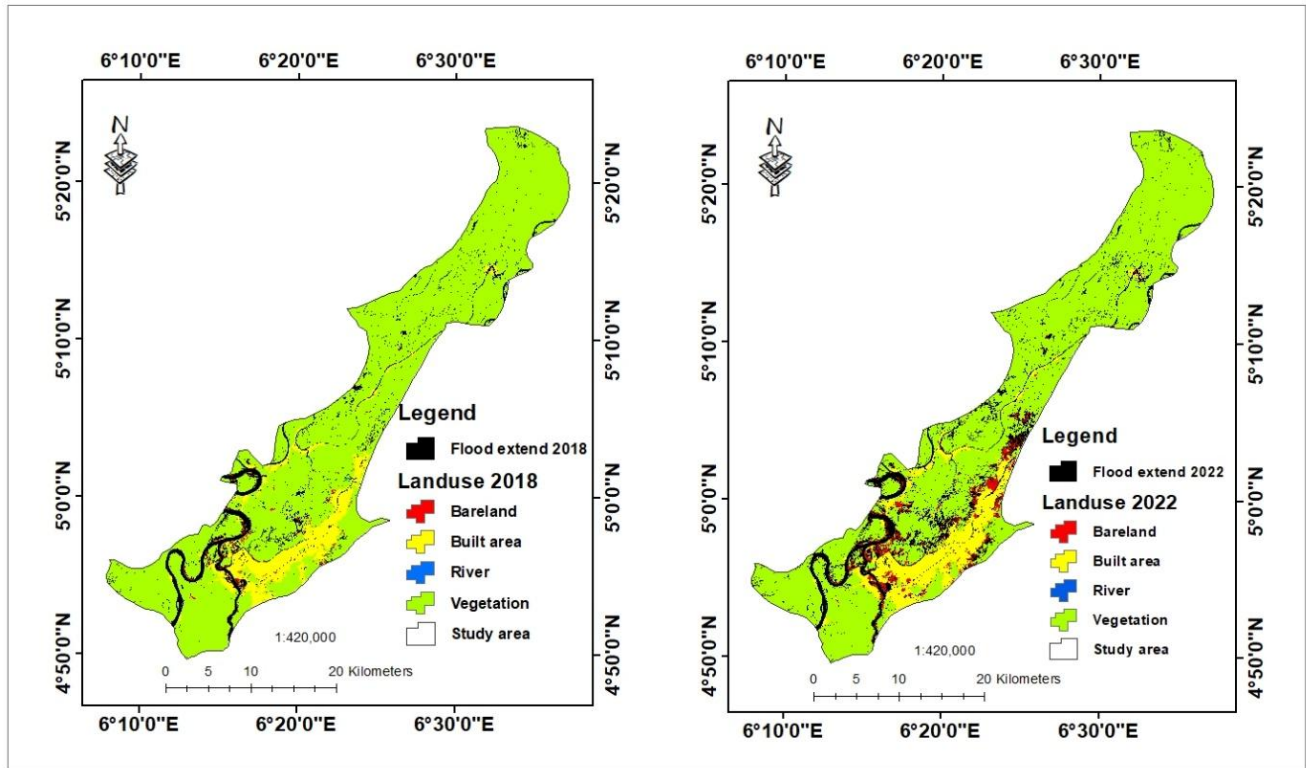 6°10'0"E 6°20'0"E 6°30'0"E
N
5°20'0"N
5°10'0"N
5°0'0"N
4°50'0"N
5°20'0"N
5°10'0"N
5°0'0"N
4°50'0"N
Legend
Flood extend 2018
Landuse 2018
Bareland
Built area
River
Vegetation
Study area
1:420,000
0 5 10 20 Kilometers
6°10'0"E 6°20'0"E 6°30'0"E
6°10'0"E 6°20'0"E 6°30'0"E
N
5°20'0"N
5°10'0"N
5°0'0"N
4°50'0"N
5°20'0"N
5°10'0"N
5°0'0"N
4°50'0"N
Legend
Flood extend 2022
Landuse 2022
Bareland
Built area
River
Vegetation
Study area
1:420,000
0 5 10 20 Kilometers
6°10'0"E 6°20'0"E 6°30'0"E